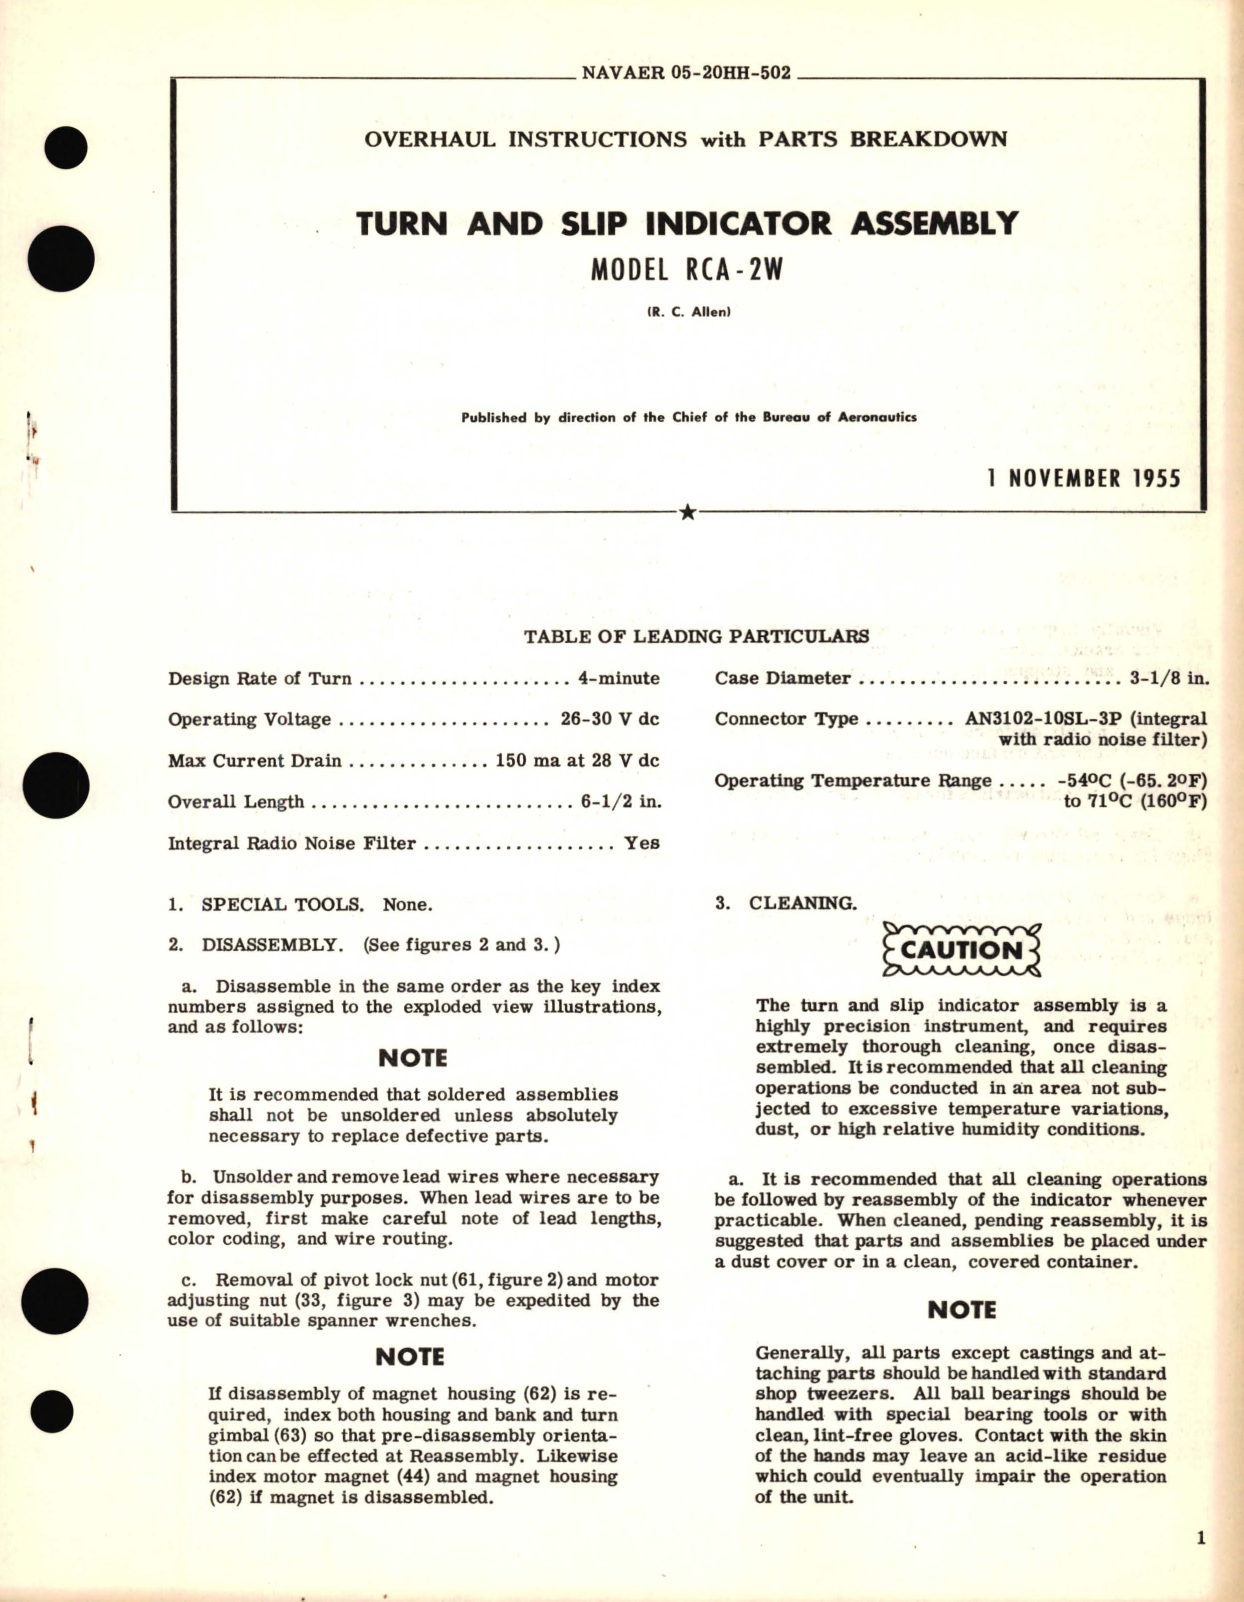 NAVAER 05-20HH-502
OVERHAUL INSTRUCTIONS with PARTS BREAKDOWN
TURN AND SLIP INDICATOR ASSEMBLY
MODEL RCA-2W
(R. C. Allen)
Published by direction of the Chief of the Bureau of Aeronautics
1 NOVEMBER 1955
TABLE OF LEADING PARTICULARS
Design Rate of Turn ..................... 4-minute
Operating Voltage ..................... 26-30 V dc
Max Current Drain .............. 150 ma at 28 V dc
Overall Length .......................... 6-1/2 in.
Integral Radio Noise Filter ................... Yes
Case Diameter .......................... 3-1/8 in.
Connector Type ......... AN3102-10SL-3P (integral
with radio noise filter)
Operating Temperature Range ..... -54ºC (-65. 2ºF)
to 71ºC (160ºF)
1. SPECIAL TOOLS. None.
2. DISASSEMBLY. (See figures 2 and 3. )
a. Disassemble in the same order as the key index
numbers assigned to the exploded view illustrations,
and as follows:
NOTE
It is recommended that soldered assemblies
shall not be unsoldered unless absolutely
necessary to replace defective parts.
b. Unsolder and remove lead wires where necessary
for disassembly purposes. When lead wires are to be
removed, first make careful note of lead lengths,
color coding, and wire routing.
c. Removal of pivot lock nut (61, figure 2) and motor
adjusting nut (33, figure 3) may be expedited by the
use of suitable spanner wrenches.
NOTE
If disassembly of magnet housing (62) is re-
quired, index both housing and bank and turn
gimbal (63) so that pre-disassembly orienta-
tion can be effected at Reassembly. Likewise
index motor magnet (44) and magnet housing
(62) if magnet is disassembled.
3. CLEANING.
CAUTION
The turn and slip indicator assembly is a
highly precision instrument, and requires
extremely thorough cleaning, once disas-
sembled. It is recommended that all cleaning
operations be conducted in an area not sub-
jected to excessive temperature variations,
dust, or high relative humidity conditions.
a. It is recommended that all cleaning operations
be followed by reassembly of the indicator whenever
practicable. When cleaned, pending reassembly, it is
suggested that parts and assemblies be placed under
a dust cover or in a clean, covered container.
NOTE
Generally, all parts except castings and at-
taching parts should be handled with standard
shop tweezers. All ball bearings should be
handled with special bearing tools or with
clean, lint-free gloves. Contact with the skin
of the hands may leave an acid-like residue
which could eventually impair the operation
of the unit.
1